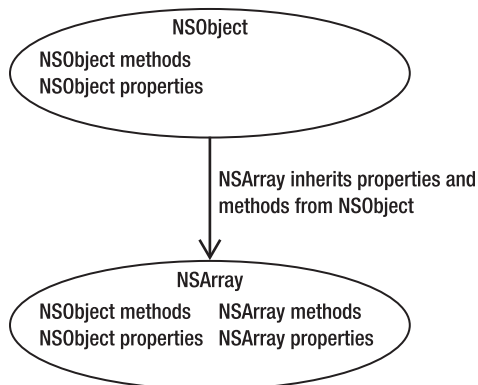 NSObject
NSObject methods
NSObject properties
NSArray inherits properties and
methods from NSObject
NSArray
NSObject methods NSArray methods
NSObject properties NSArray properties